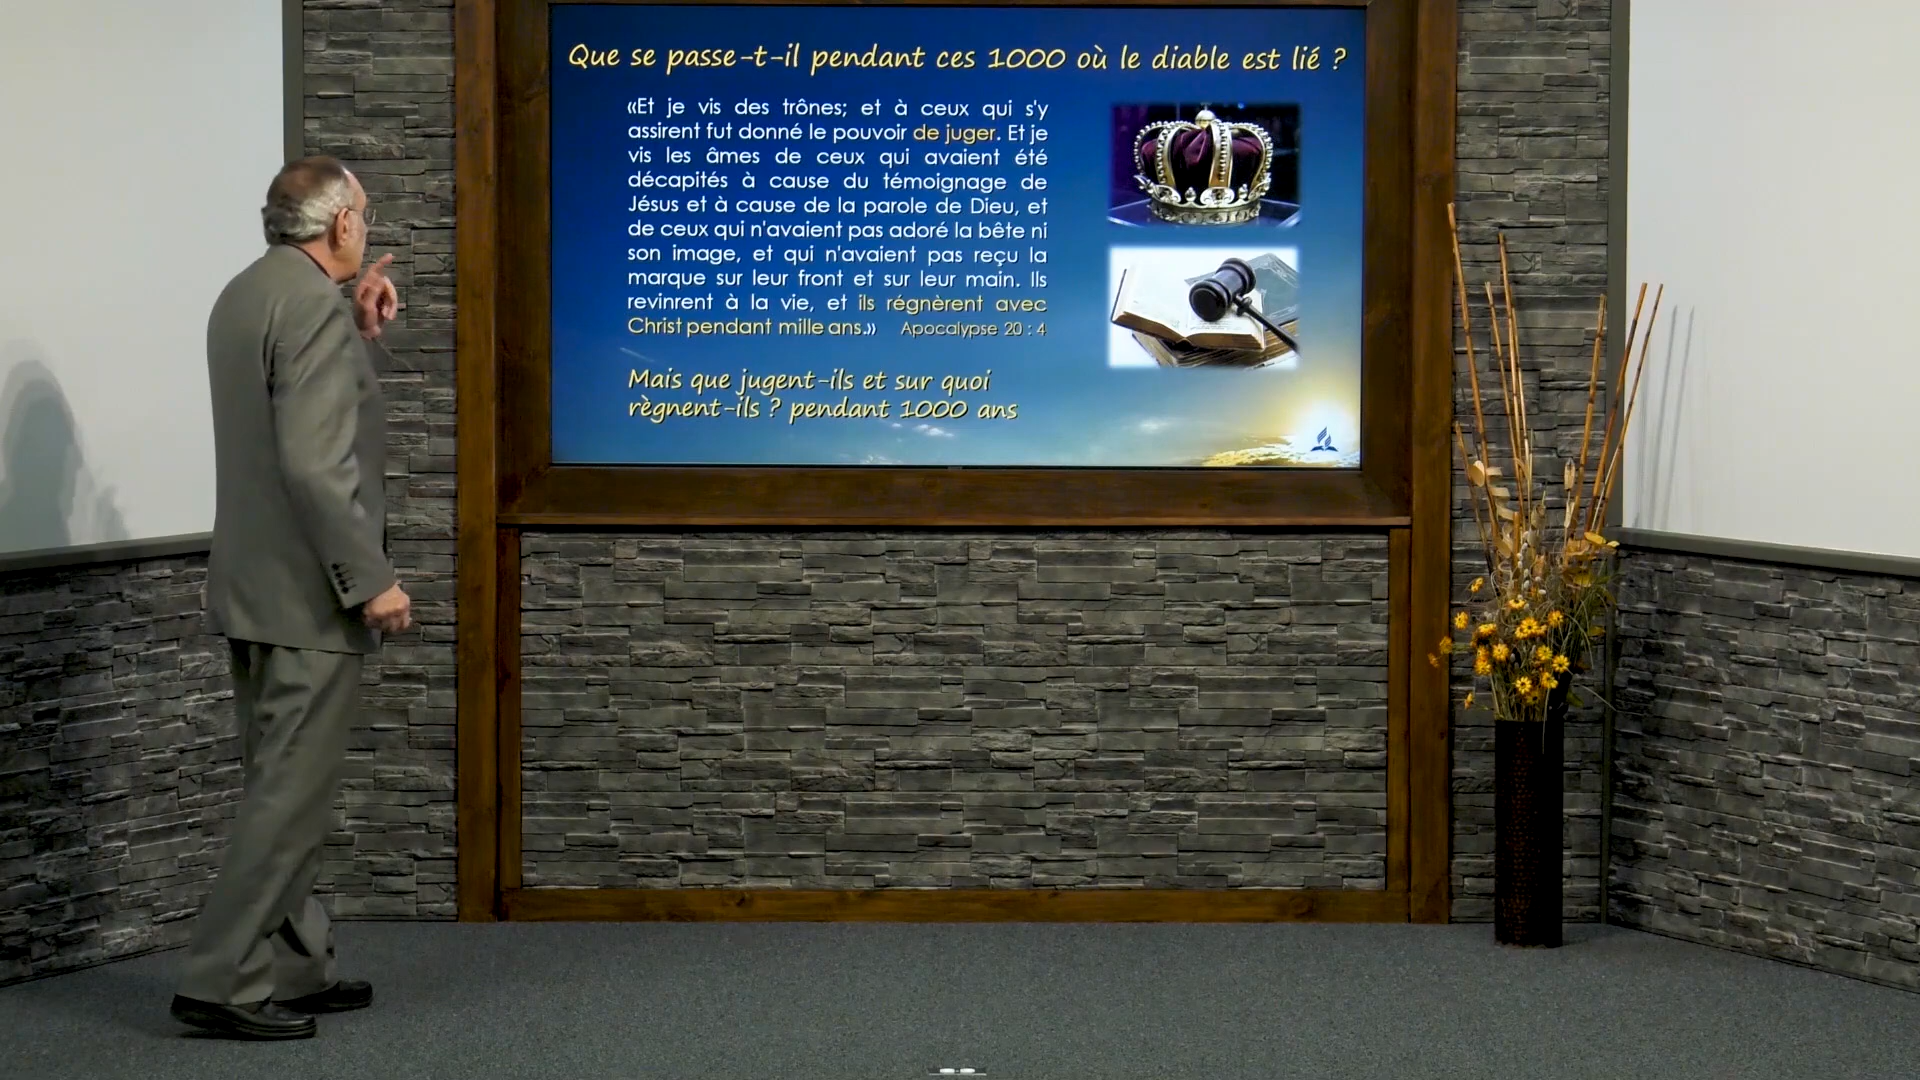 Que se passe-t-il pendant ces 1000 où le diable est lié ?
«Et je vis des trônes; et à ceux qui s'y
assirent fut donné le pouvoir de juger. Et je
vis les âmes de ceux qui avaient été
décapités à cause du témoignage de
Jésus et à cause de la parole de Dieu, et
de ceux qui n'avaient pas adoré la bête ni
son image, et qui n'avaient pas reçu la
marque sur leur front et sur leur main. Ils
revinrent à la vie, et ils régnèrent avec
Christ pendant mille ans.» Apocalypse 20 : 4
Mais que jugent-ils et sur quoi
règnent-ils ? pendant 1000 ans